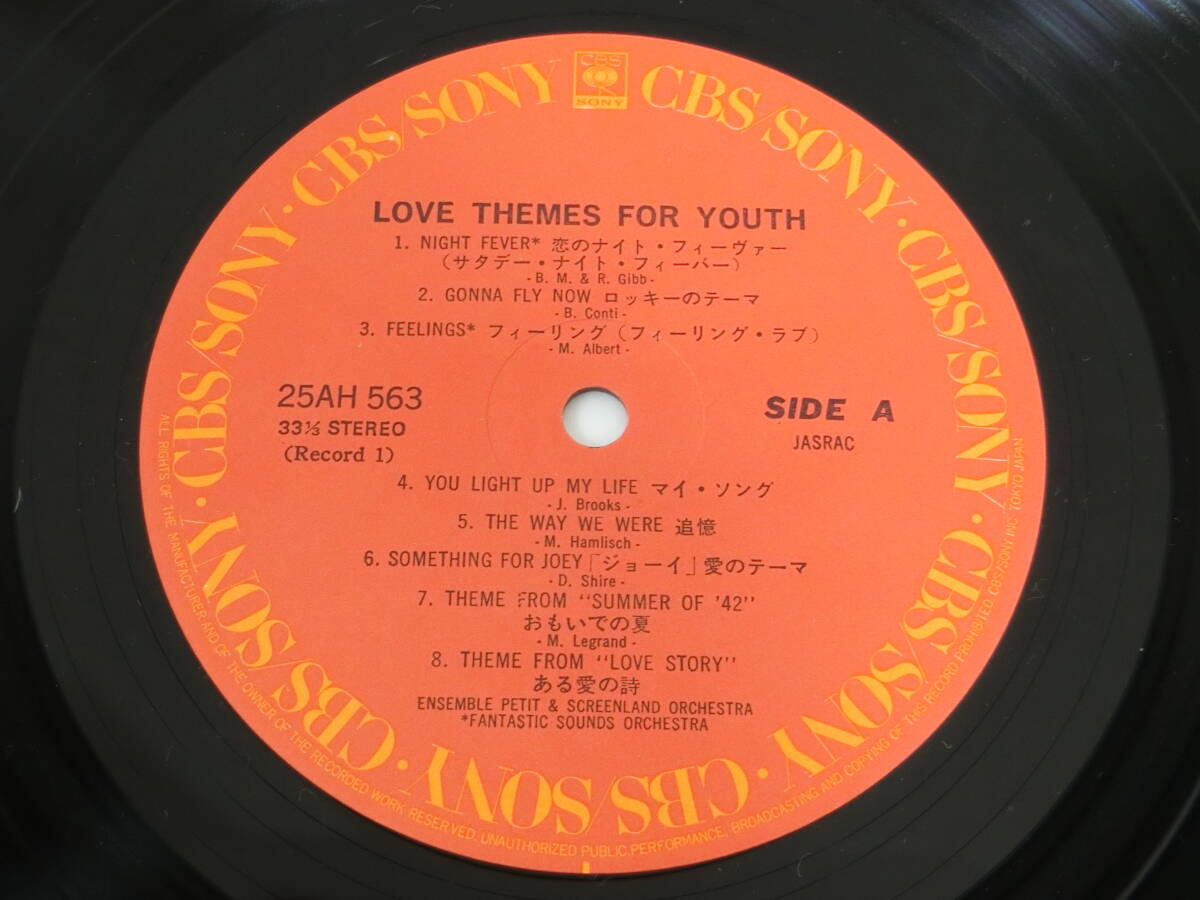 CBS
SONY
CBS/SONY · CBS/SONY · CBS/SONY · CBS/SONY · CBS/SONY · CBS/SONY · CBS/SONY · CBS/SONY
LOVE THEMES FOR YOUTH
1. NIGHT FEVER* 恋のナイト・フィーヴァー
(サタデー・ナイト・フィーバー)
- B. M. & R. Gibb -
2. GONNA FLY NOW ロッキーのテーマ
- B. Conti -
3. FEELINGS* フィーリング (フィーリング・ラブ)
- M. Albert -
25AH 563
33⅓ STEREO
(Record 1)
SIDE A
JASRAC
4. YOU LIGHT UP MY LIFE マイ・ソング
- J. Brooks -
5. THE WAY WE WERE 追憶
- M. Hamlisch -
6. SOMETHING FOR JOEY「ジョーイ」愛のテーマ
- D. Shire -
7. THEME FROM “SUMMER OF '42”
おもいでの夏
- M. Legrand -
8. THEME FROM “LOVE STORY”
ある愛の詩
ENSEMBLE PETIT & SCREENLAND ORCHESTRA
*FANTASTIC SOUNDS ORCHESTRA
ALL RIGHTS OF THE MANUFACTURER AND OF THE OWNER OF THE RECORDED WORK RESERVED. UNAUTHORIZED PUBLIC PERFORMANCE, BROADCASTING AND COPYING OF THIS RECORD PROHIBITED CBS/SONY INC. TOKYO JAPAN